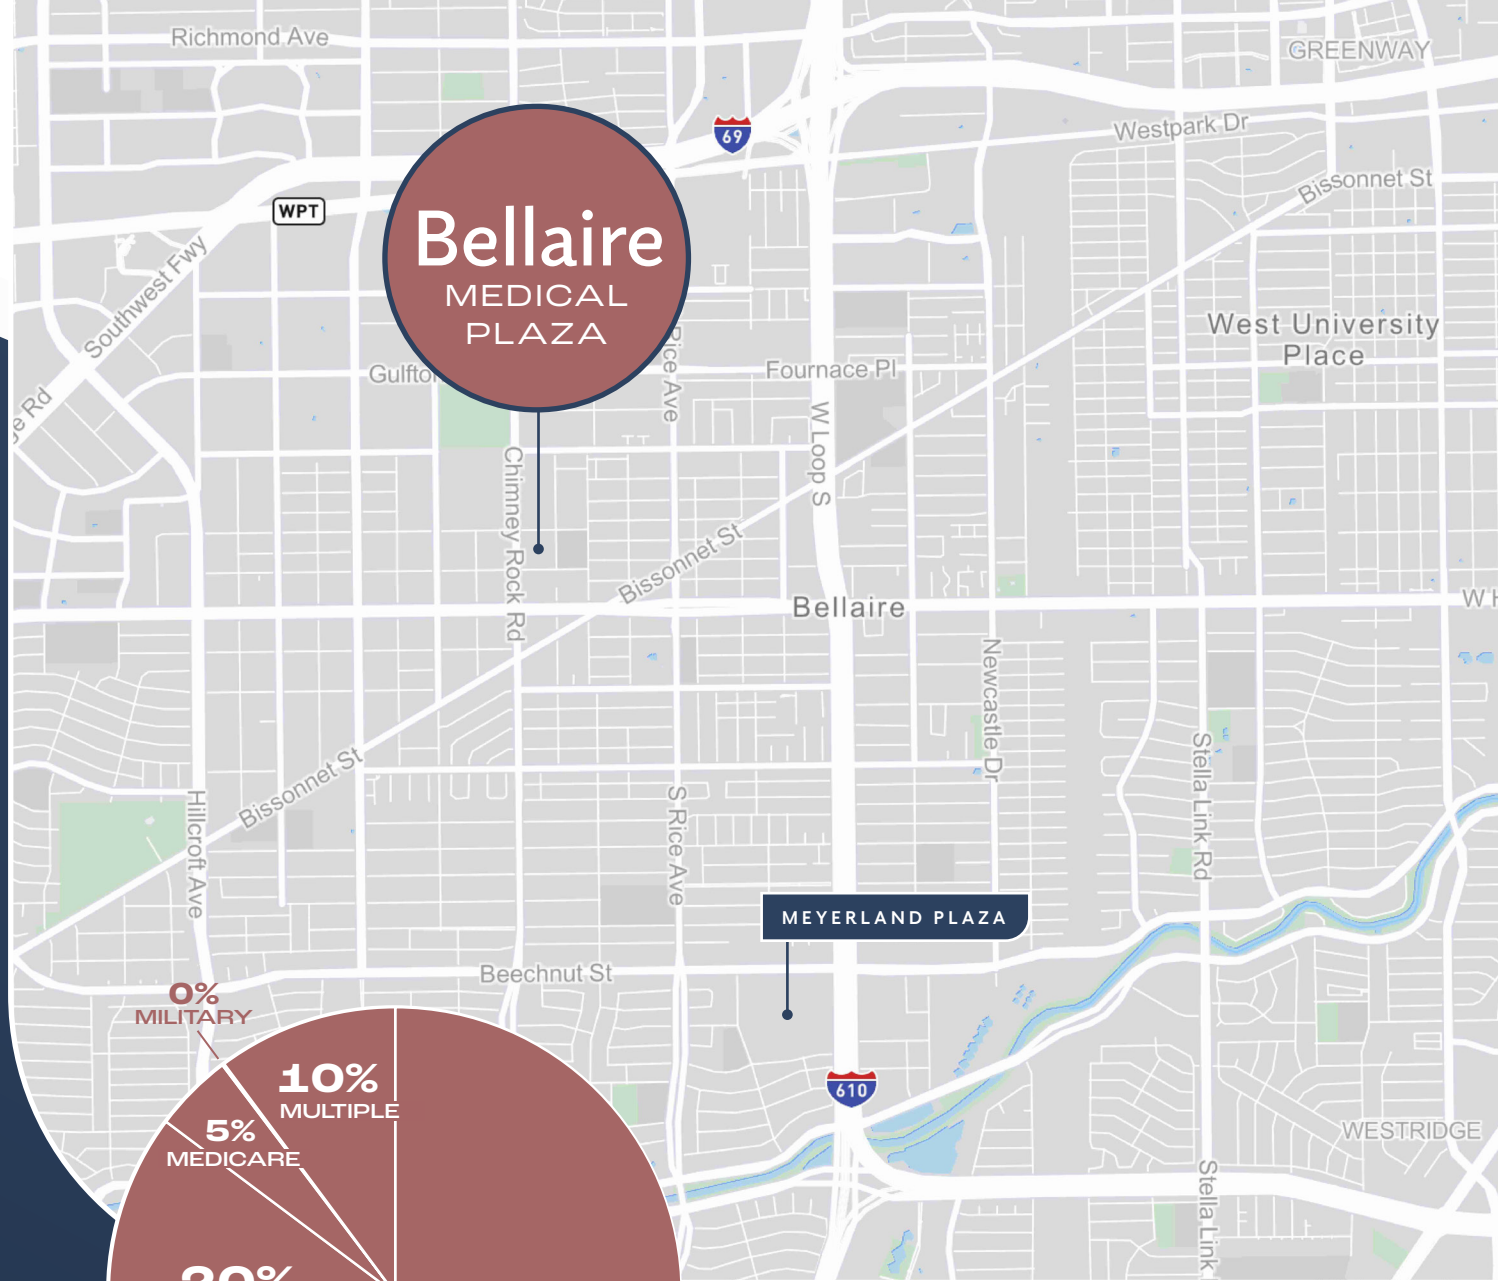 Richmond Ave
GREENWAY
69
Westpark Dr
Bissonnet St
WPT
Bellaire
MEDICAL
PLAZA
Southwest Fwy
West University
Place
Rice Ave
Fournace Pl
W Loop S
Chimney Rock Rd
Bissonnet St
Bellaire
Newcastle Dr
Stella Link Rd
Bissonnet St
Hillcroft Ave
S Rice Ave
MEYERLAND PLAZA
Beechnut St
0%
MILITARY
10%
MULTIPLE
610
5%
MEDICARE
WESTRIDGE
Stella Link